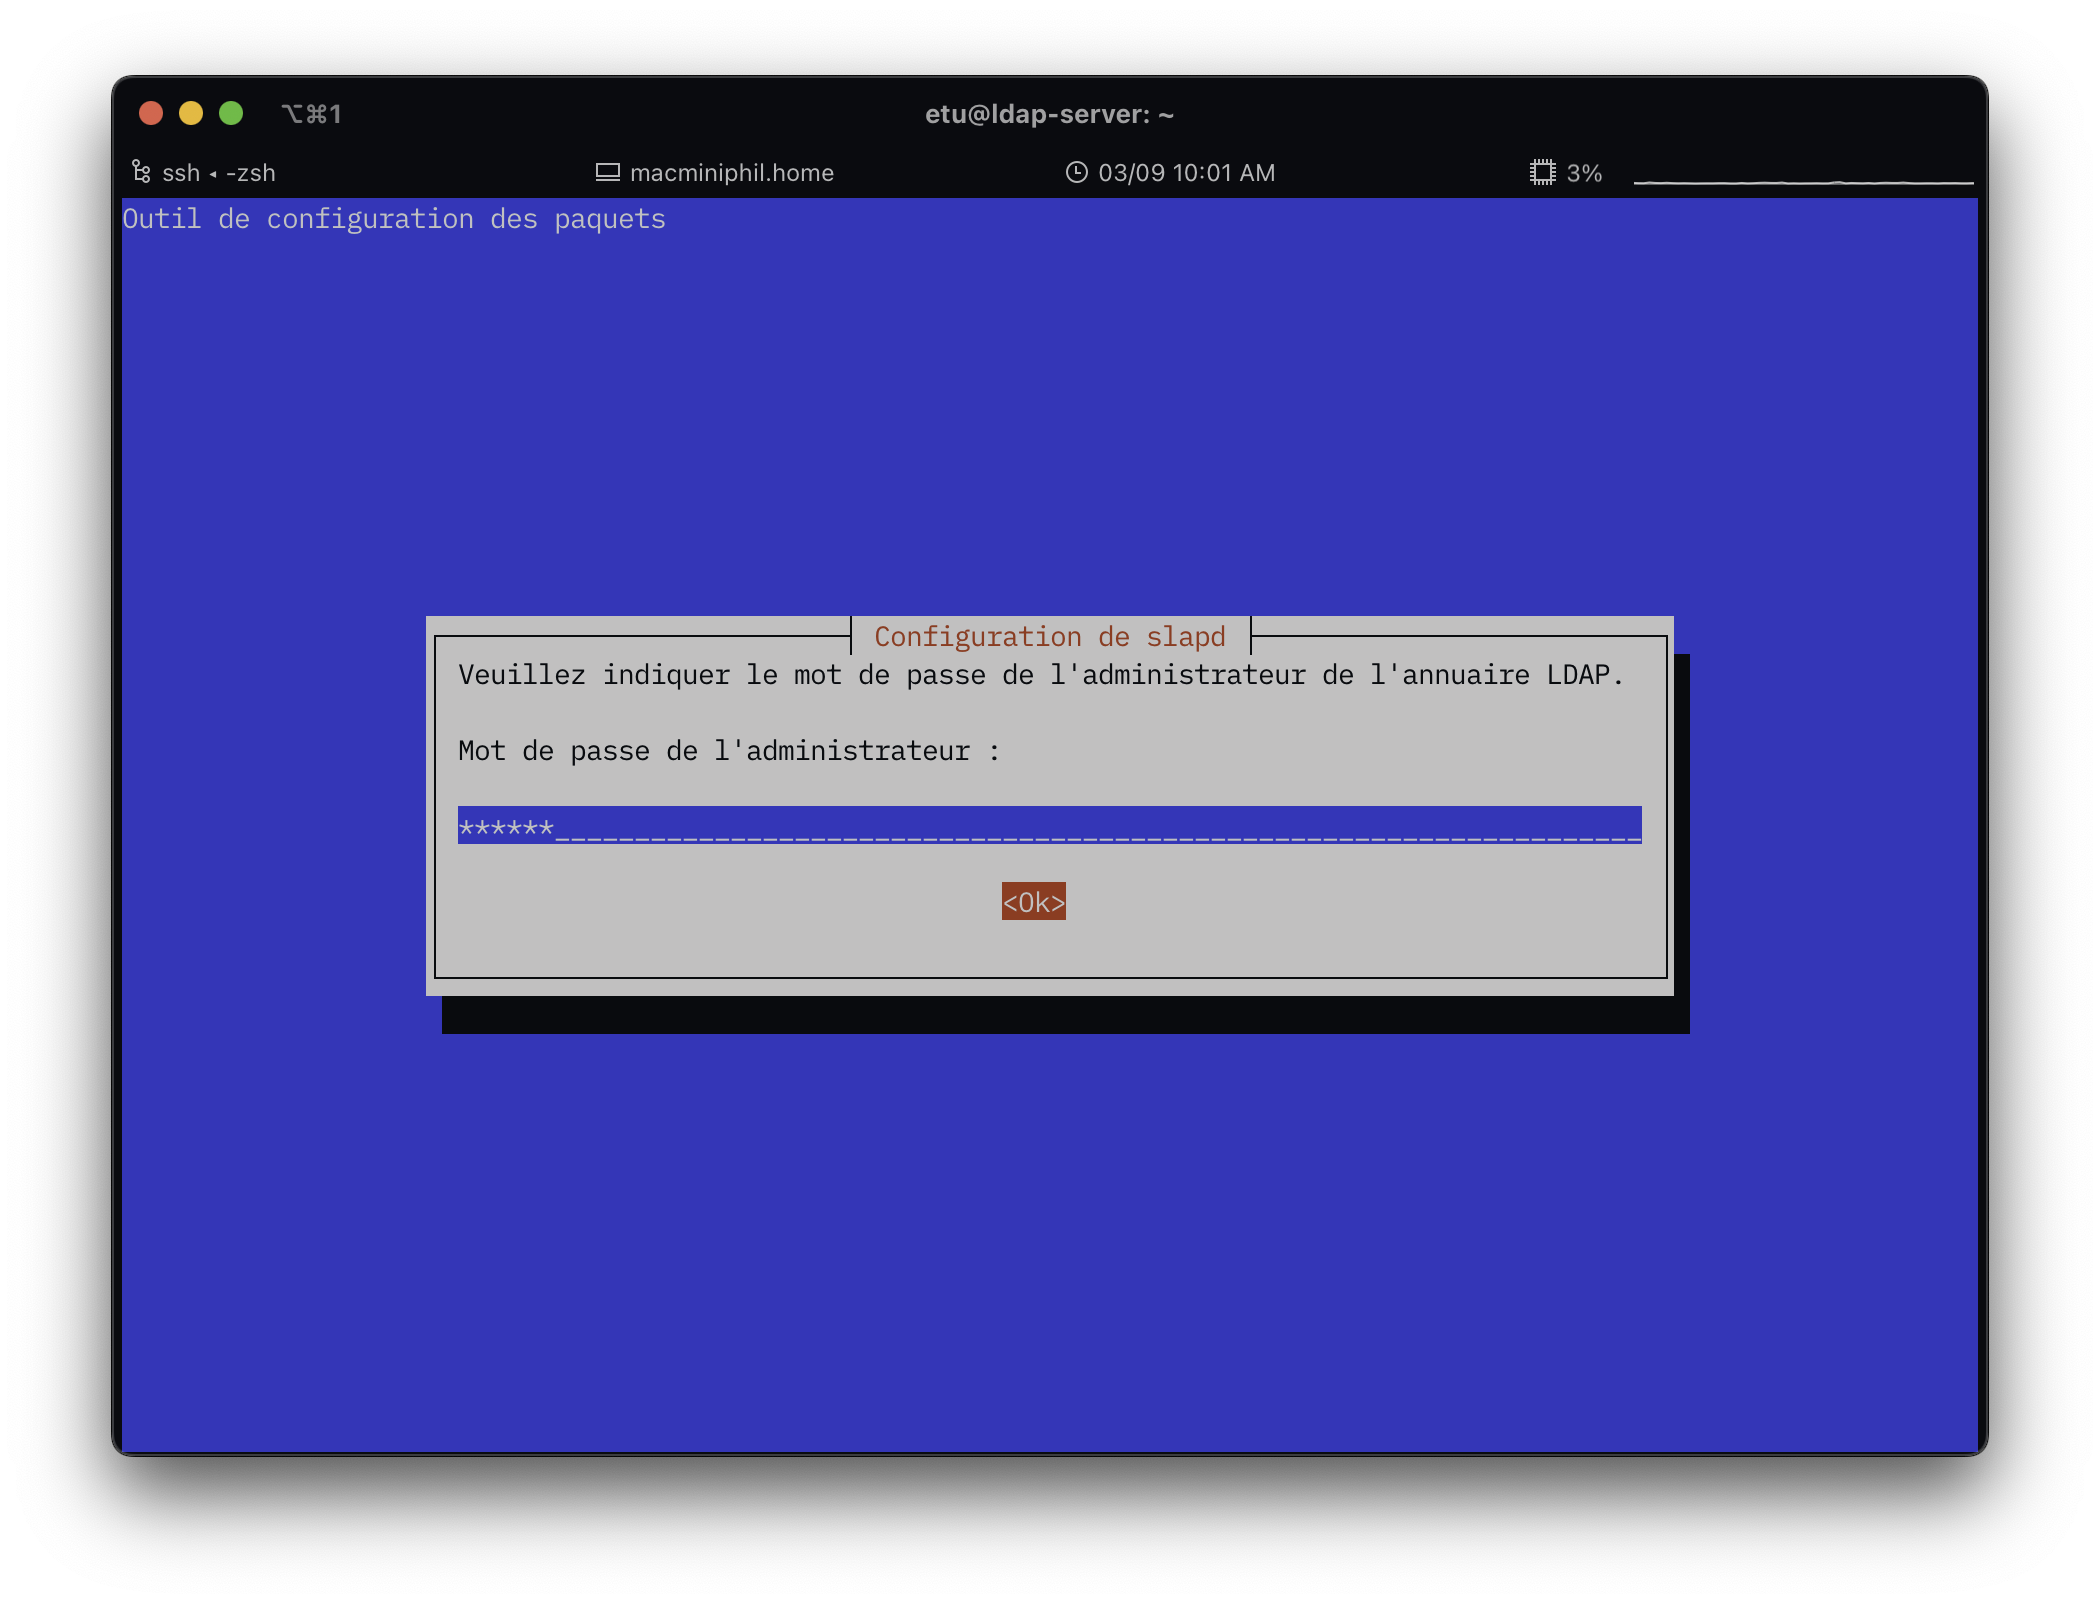 ⌥⌘1
etu@ldap-server: ~
ssh ◂ -zsh
macminiphil.home
03/09 10:01 AM
3%
Outil de configuration des paquets
Configuration de slapd
Veuillez indiquer le mot de passe de l'administrateur de l'annuaire LDAP.
Mot de passe de l'administrateur :
******____________________________________________________________________
<Ok>